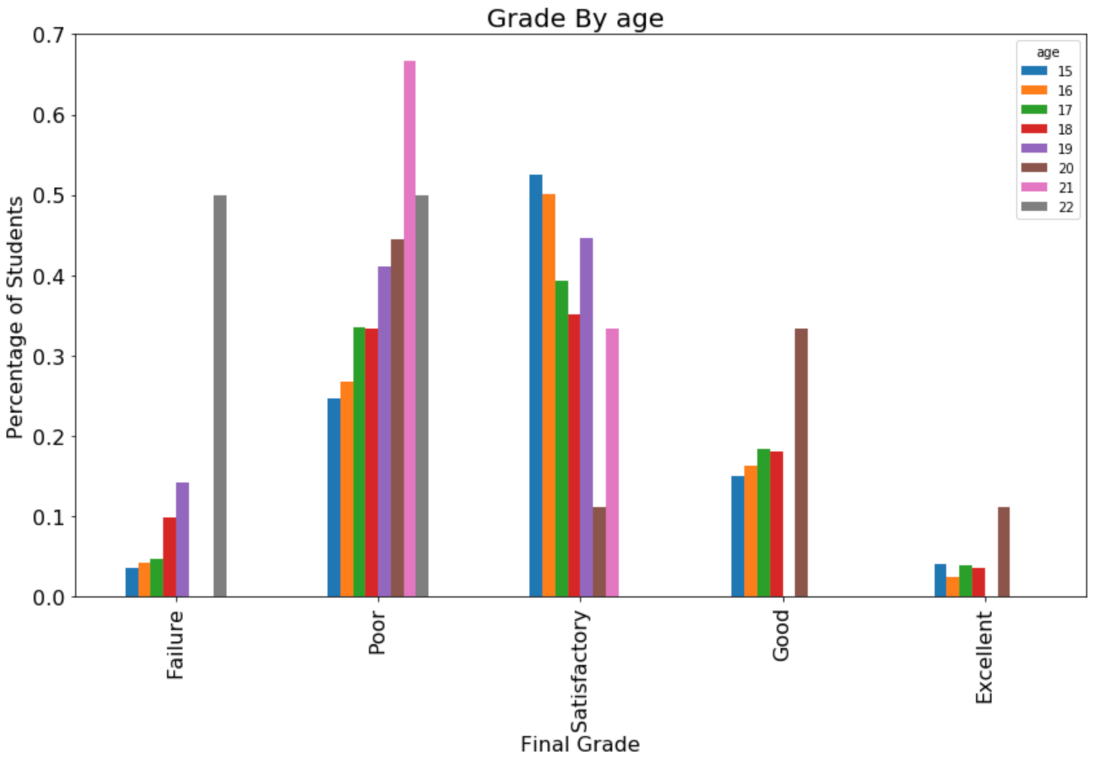 Grade By age
Percentage of Students
0.7
0.6
0.5
0.4
0.3
0.2
0.1
0.0
age
15
16
17
18
19
20
21
22
Failure
Poor
Satisfactory
Good
Excellent
Final Grade